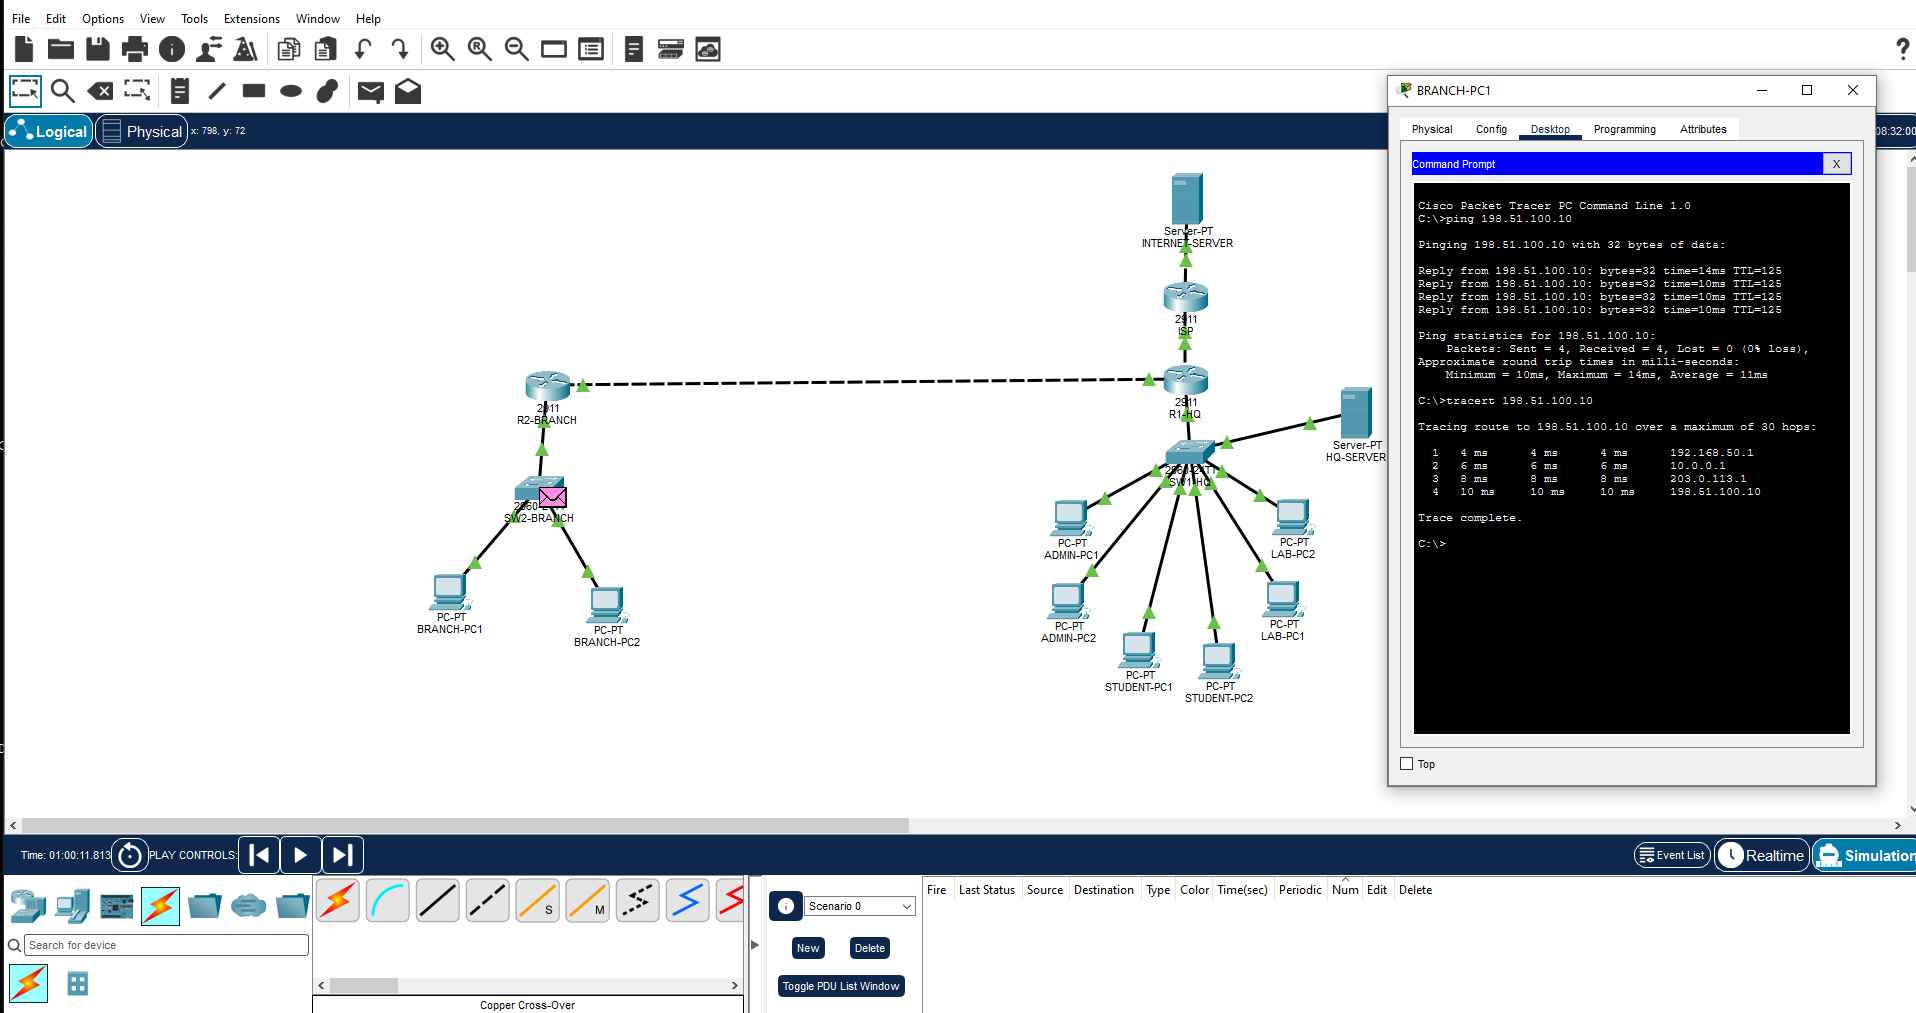 File Edit Options View Tools Extensions Window Help
Logical Physical x: 798, y: 72
08:32:00
Server-PT
INTERNET-SERVER
2911
ISP
2911
R2-BRANCH
2911
R1-HQ
Server-PT
HQ-SERVER
2960-24TT
SW1-HQ
SW2-BRANCH
PC-PT
BRANCH-PC1
PC-PT
BRANCH-PC2
PC-PT
ADMIN-PC1
PC-PT
LAB-PC2
PC-PT
ADMIN-PC2
PC-PT
LAB-PC1
PC-PT
STUDENT-PC1
PC-PT
STUDENT-PC2
BRANCH-PC1
Physical Config Desktop Programming Attributes
Command Prompt X
Cisco Packet Tracer PC Command Line 1.0
C:\>ping 198.51.100.10
Pinging 198.51.100.10 with 32 bytes of data:
Reply from 198.51.100.10: bytes=32 time=14ms TTL=125
Reply from 198.51.100.10: bytes=32 time=10ms TTL=125
Reply from 198.51.100.10: bytes=32 time=10ms TTL=125
Reply from 198.51.100.10: bytes=32 time=10ms TTL=125
Ping statistics for 198.51.100.10:
Packets: Sent = 4, Received = 4, Lost = 0 (0% loss),
Approximate round trip times in milli-seconds:
Minimum = 10ms, Maximum = 14ms, Average = 11ms
C:\>tracert 198.51.100.10
Tracing route to 198.51.100.10 over a maximum of 30 hops:
1 4 ms 4 ms 4 ms 192.168.50.1
2 6 ms 6 ms 6 ms 10.0.0.1
3 8 ms 8 ms 8 ms 203.0.113.1
4 10 ms 10 ms 10 ms 198.51.100.10
Trace complete.
C:\>
Top
Time: 01:00:11.813 PLAY CONTROLS: Event List Realtime Simulation
Search for device
S M
Copper Cross-Over
Scenario 0
New Delete
Toggle PDU List Window
Fire Last Status Source Destination Type Color Time(sec) Periodic Num Edit Delete